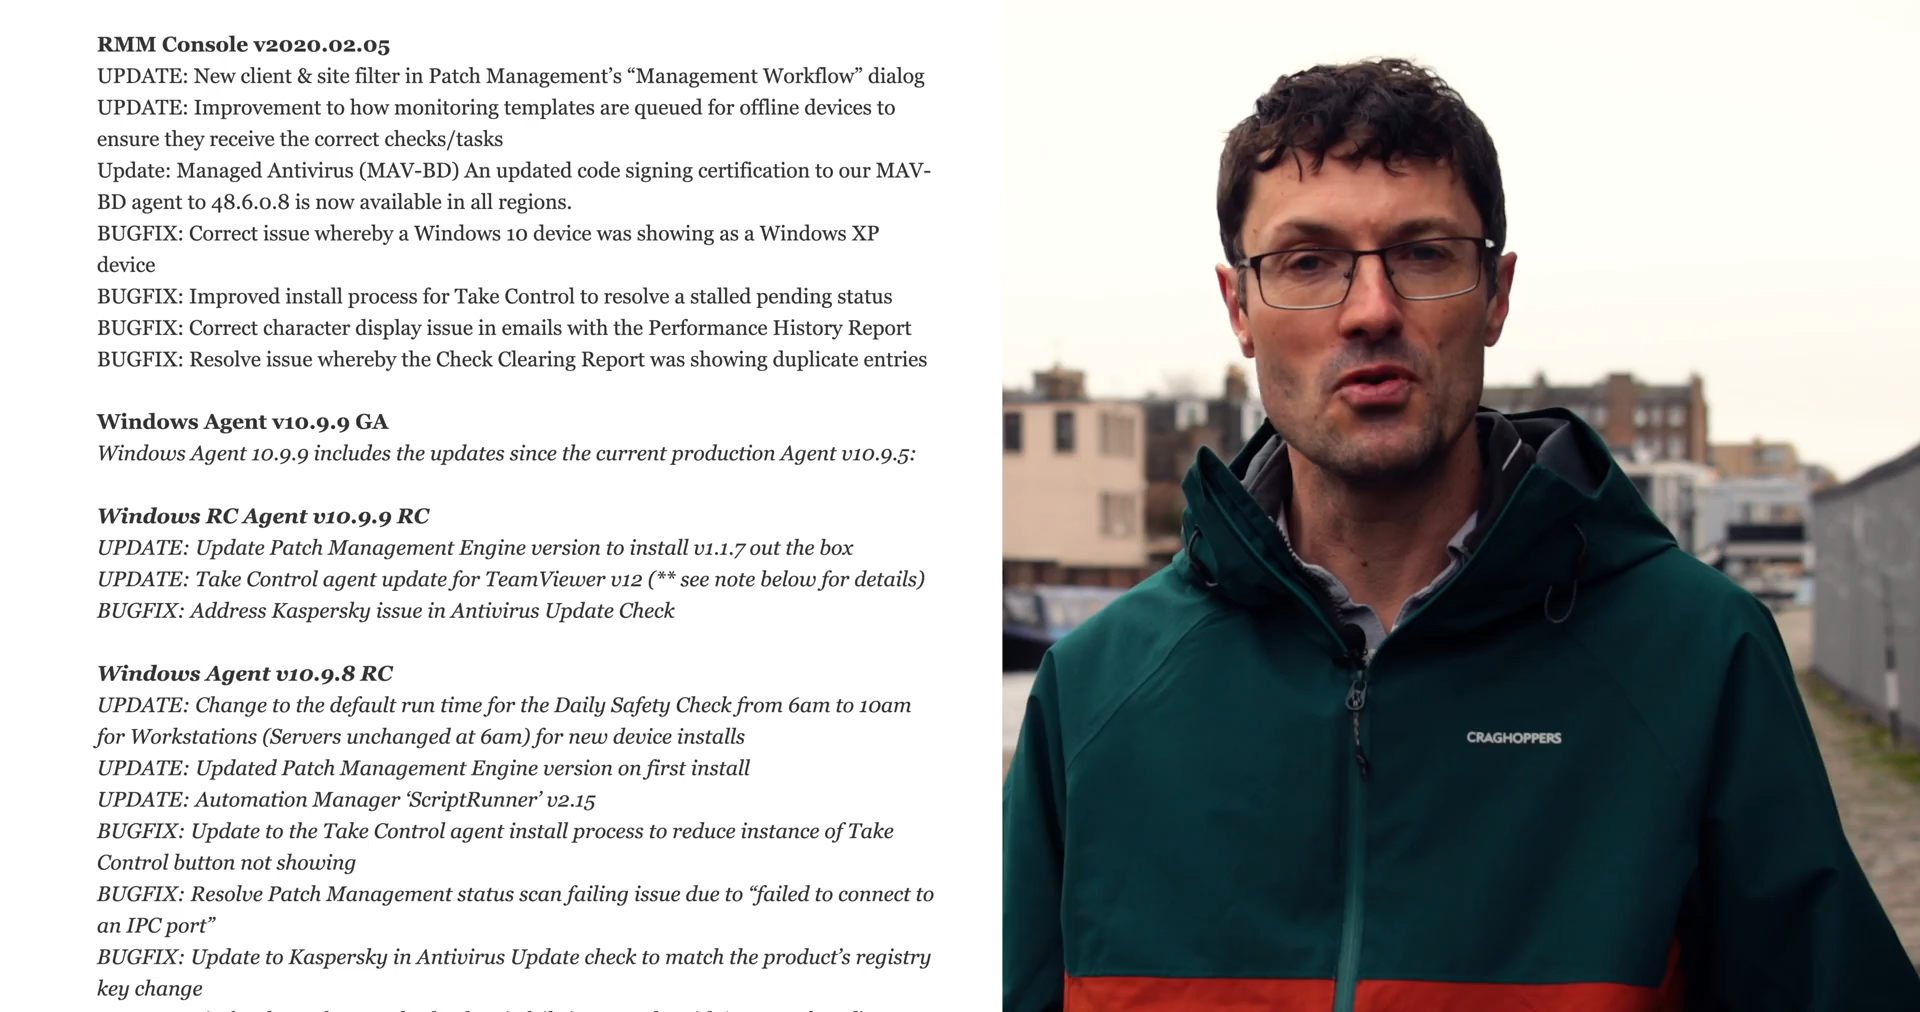 RMM Console v2020.02.05
UPDATE: New client & site filter in Patch Management’s “Management Workflow” dialog
UPDATE: Improvement to how monitoring templates are queued for offline devices to
ensure they receive the correct checks/tasks
Update: Managed Antivirus (MAV-BD) An updated code signing certification to our MAV-
BD agent to 48.6.0.8 is now available in all regions.
BUGFIX: Correct issue whereby a Windows 10 device was showing as a Windows XP
device
BUGFIX: Improved install process for Take Control to resolve a stalled pending status
BUGFIX: Correct character display issue in emails with the Performance History Report
BUGFIX: Resolve issue whereby the Check Clearing Report was showing duplicate entries
Windows Agent v10.9.9 GA
Windows Agent 10.9.9 includes the updates since the current production Agent v10.9.5:
Windows RC Agent v10.9.9 RC
UPDATE: Update Patch Management Engine version to install v1.1.7 out the box
UPDATE: Take Control agent update for TeamViewer v12 (** see note below for details)
BUGFIX: Address Kaspersky issue in Antivirus Update Check
Windows Agent v10.9.8 RC
UPDATE: Change to the default run time for the Daily Safety Check from 6am to 10am
for Workstations (Servers unchanged at 6am) for new device installs
UPDATE: Updated Patch Management Engine version on first install
UPDATE: Automation Manager ‘ScriptRunner’ v2.15
BUGFIX: Update to the Take Control agent install process to reduce instance of Take
Control button not showing
BUGFIX: Resolve Patch Management status scan failing issue due to “failed to connect to
an IPC port”
BUGFIX: Update to Kaspersky in Antivirus Update check to match the product’s registry
key change
CRAGHOPPERS